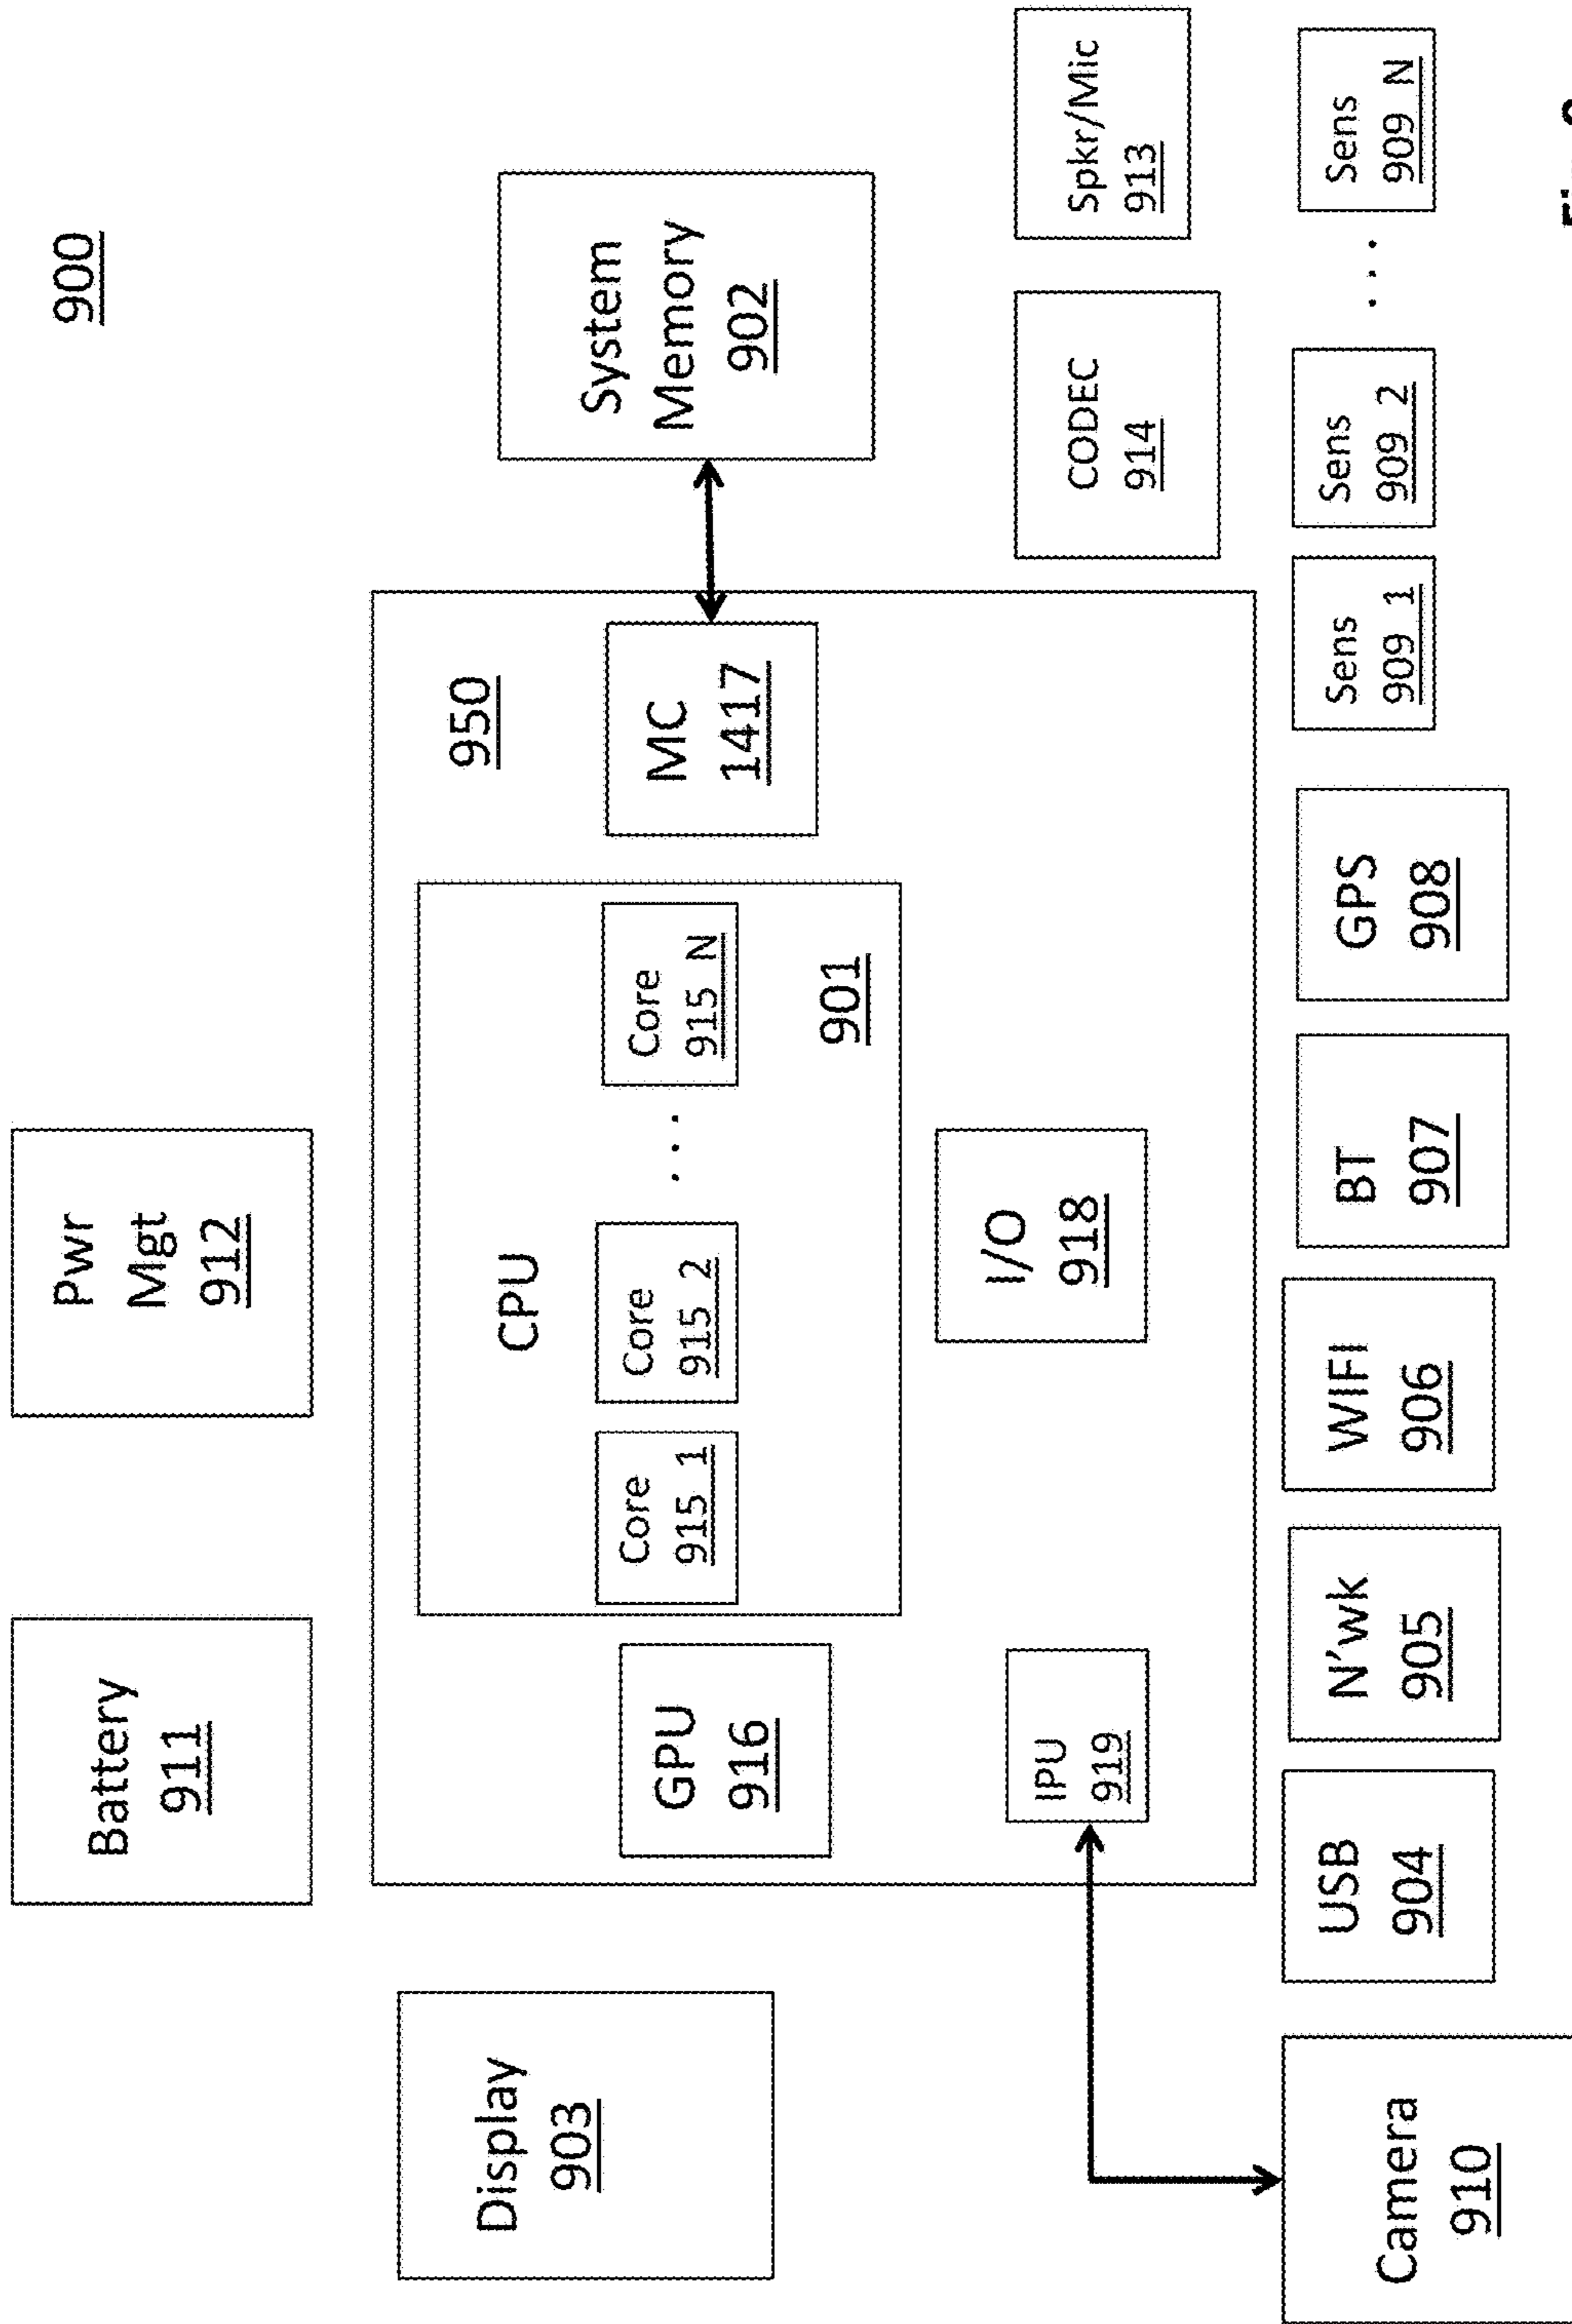 900
Battery
911
Pwr
Mgt
912
Display
903
950
CPU
Core
915_1
Core
915_2
. . .
Core
915_N
901
GPU
916
MC
1417
System
Memory
902
I/O
918
IPU
919
CODEC
914
Spkr/Mic
913
Camera
910
USB
904
N'wk
905
WIFI
906
BT
907
GPS
908
Sens
909_1
Sens
909_2
. . .
Sens
909_N